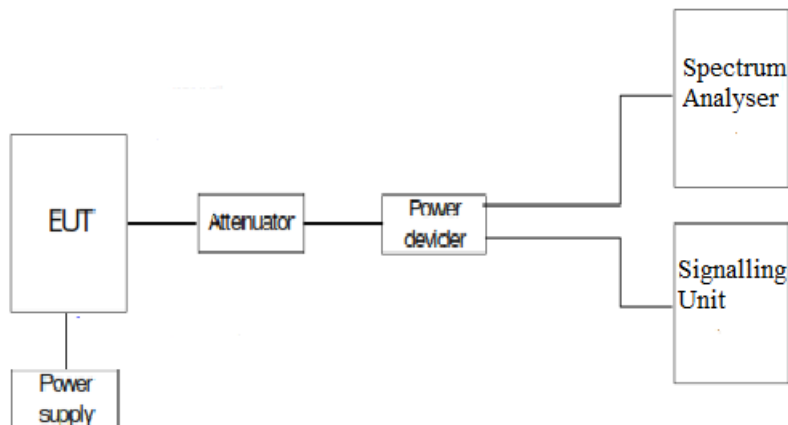 Spectrum
Analyser
EUT
Attenuator
Power
devider
Signalling
Unit
Power
supply